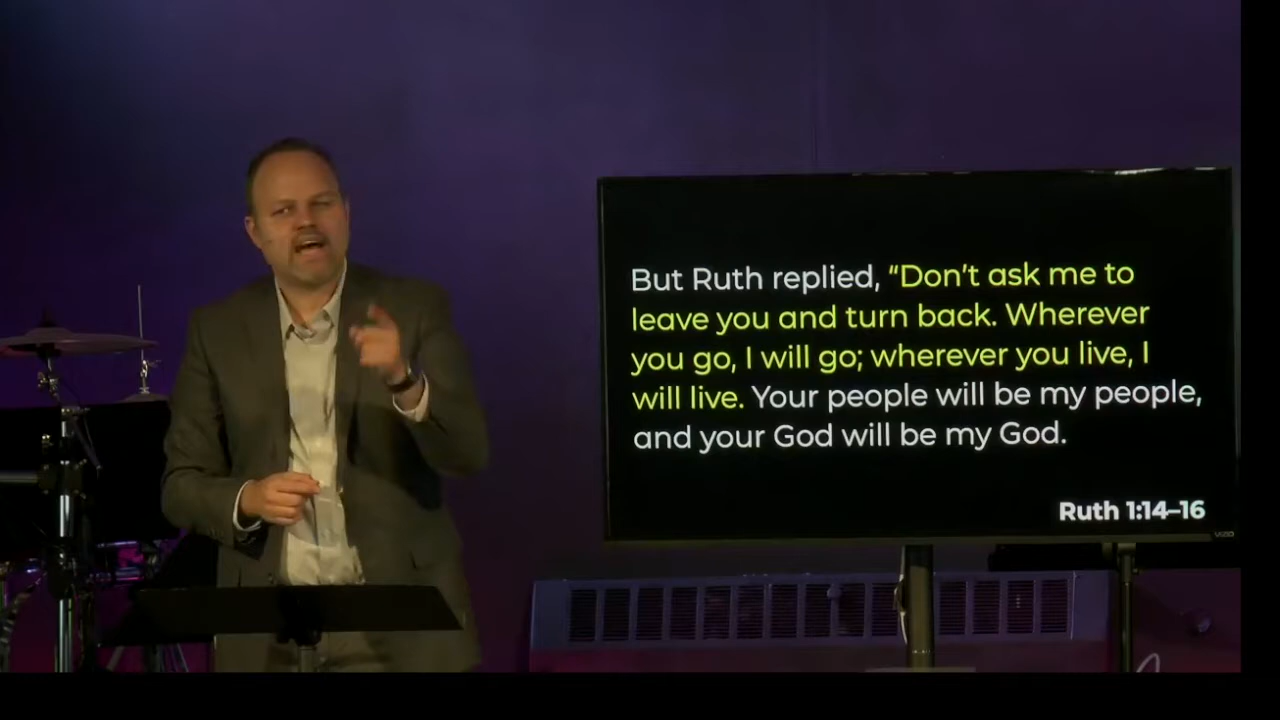 But Ruth replied, “Don’t ask me to
leave you and turn back. Wherever
you go, I will go; wherever you live, I
will live. Your people will be my people,
and your God will be my God.
Ruth 1:14–16
VIZIO